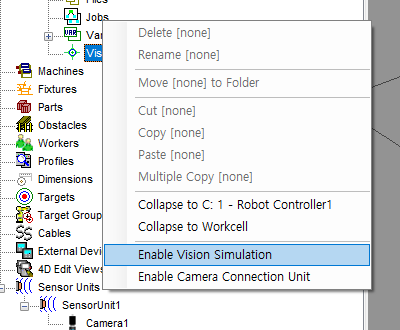 Files
Jobs
Var
Vis
Machines
Fixtures
Parts
Obstacles
Workers
Profiles
Dimensions
Targets
Target Group
Cables
External Devi
4D Edit Views
Sensor Units
SensorUnit1
Camera1
Delete [none]
Rename [none]
Move [none] to Folder
Cut [none]
Copy [none]
Paste [none]
Multiple Copy [none]
Collapse to C: 1 - Robot Controller1
Collapse to Workcell
Enable Vision Simulation
Enable Camera Connection Unit